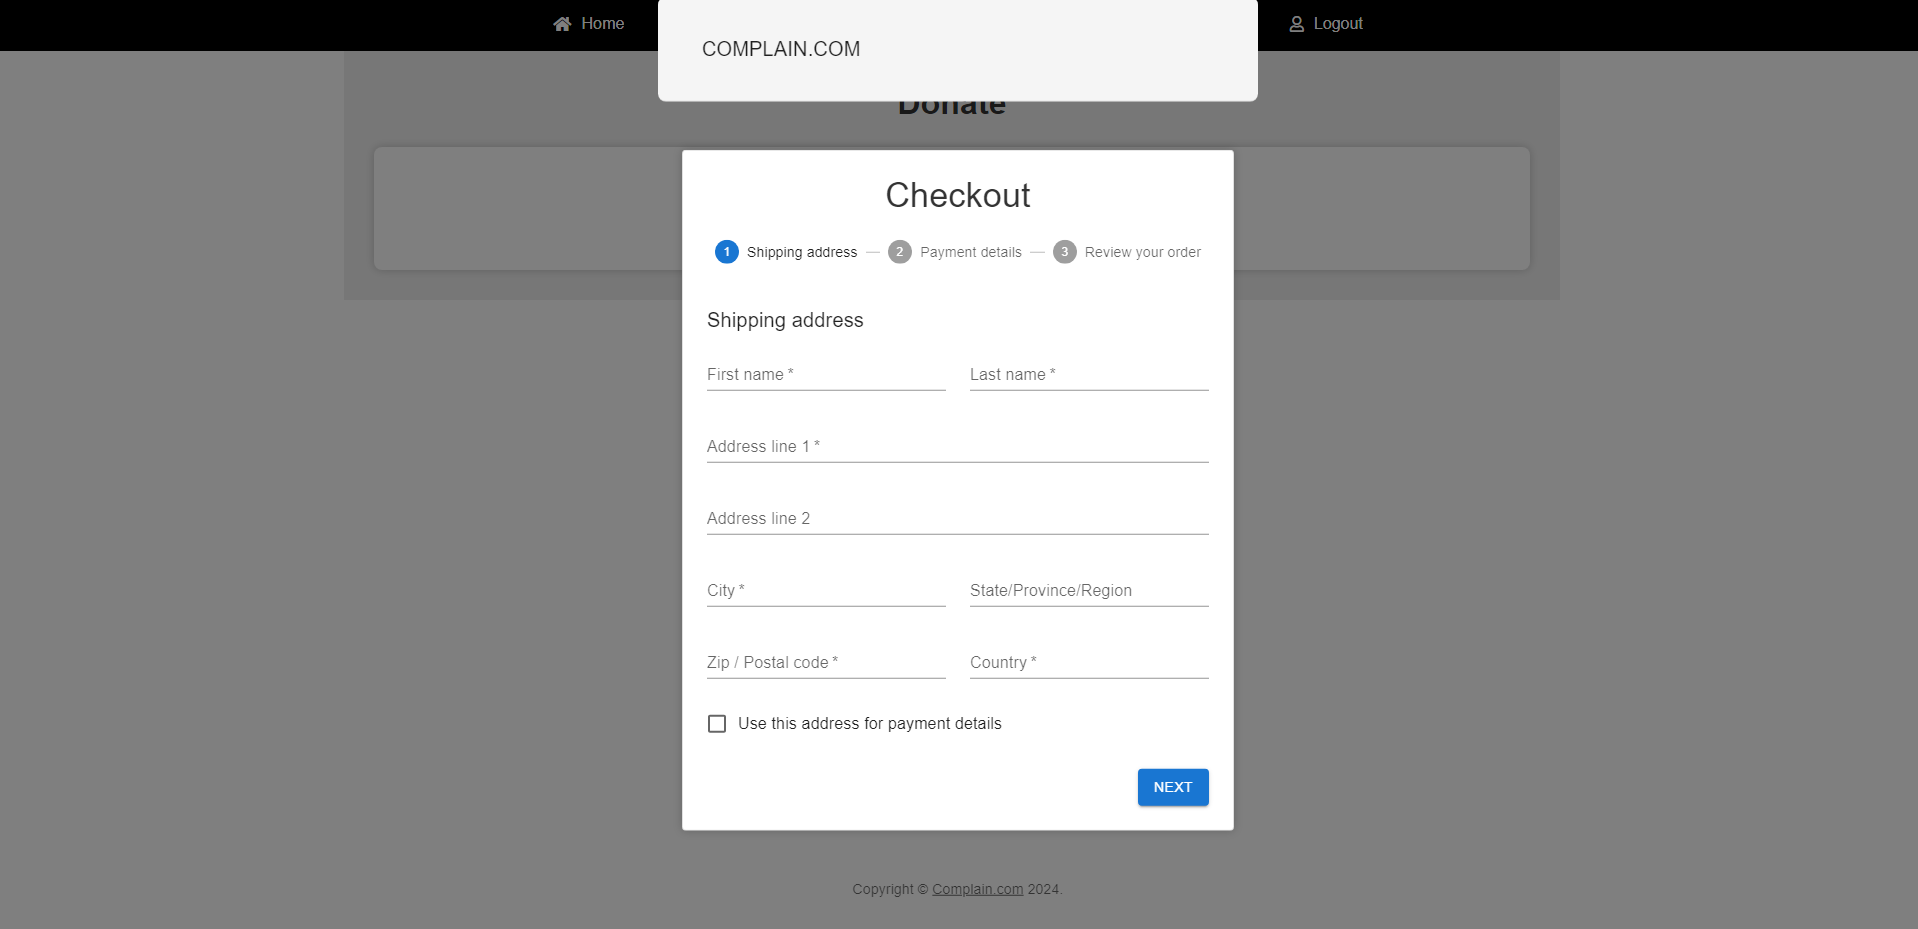 Home
Logout
COMPLAIN.COM
Donate
Checkout
1 Shipping address 2 Payment details 3 Review your order
Shipping address
First name * Last name *
Address line 1 *
Address line 2
City * State/Province/Region
Zip / Postal code * Country *
Use this address for payment details
NEXT
Copyright © Complain.com 2024.